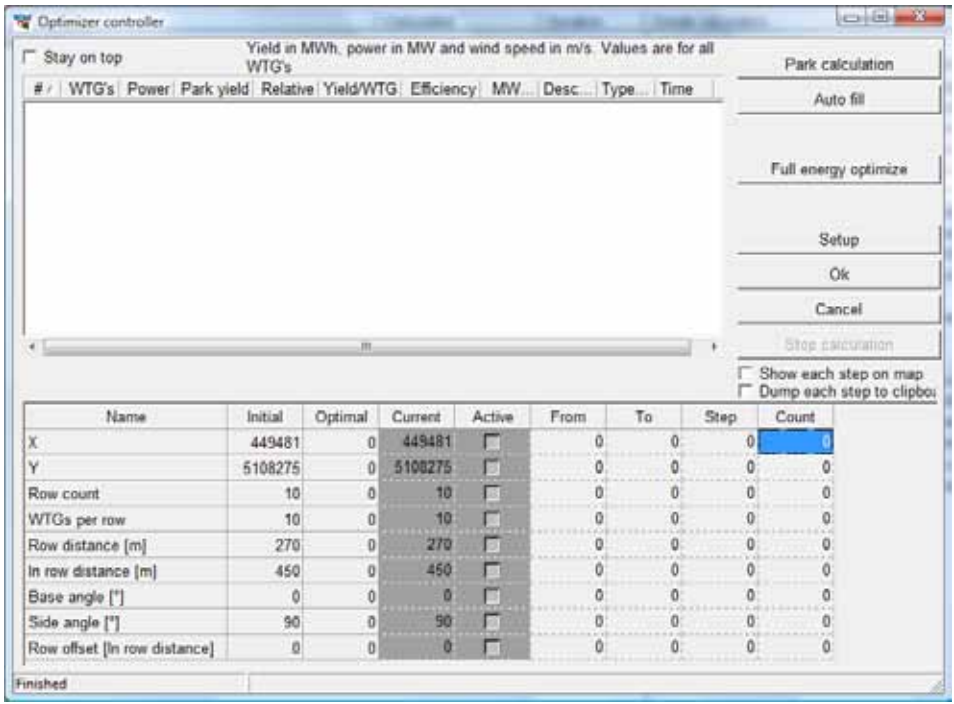 Optimizer controller
Stay on top
Yield in MWh, power in MW and wind speed in m/s. Values are for all
WTG's
# / WTG's Power Park yield Relative Yield/WTG Efficiency MW... Desc... Type... Time
Park calculation
Auto fill
Full energy optimize
Setup
Ok
Cancel
Stop calculation
Show each step on map
Dump each step to clipboa
Name Initial Optimal Current Active From To Step Count
X 449481 0 449481 0 0 0 0
Y 5108275 0 5108275 0 0 0 0
Row count 10 0 10 0 0 0 0
WTGs per row 10 0 10 0 0 0 0
Row distance [m] 270 0 270 0 0 0 0
In row distance [m] 450 0 450 0 0 0 0
Base angle [°] 0 0 0 0 0 0 0
Side angle [°] 90 0 90 0 0 0 0
Row offset [In row distance] 0 0 0 0 0 0 0
Finished